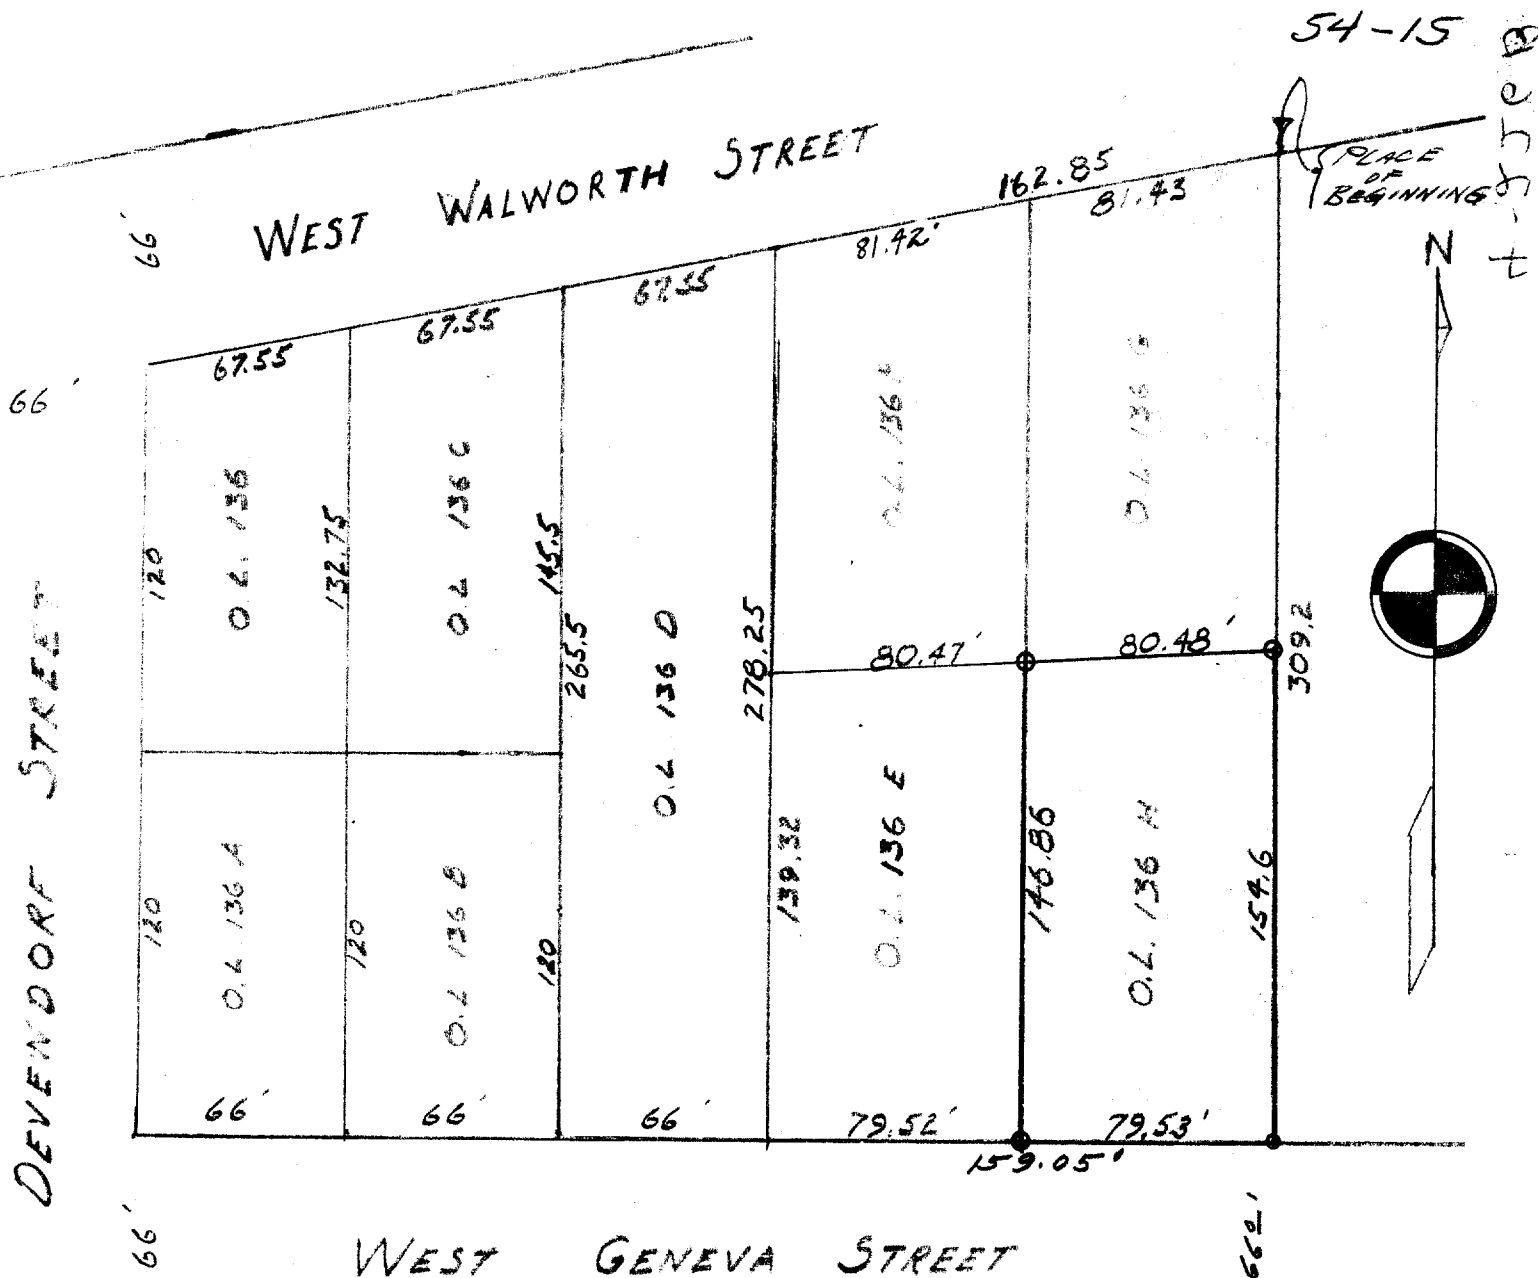 54-15
WEST WALWORTH STREET
PLACE
OF
BEGINNING
N
66'
66'
162.85
81.43
81.42'
67.55
67.55
67.55
O.L. 136
O.L 136 C
O.L 136 D
O.L. 136
O.L 136 G
120
132.75
145.5
265.5
278.25
309.2
80.47'
80.48'
O.L 136 A
O.L 136 B
O.L. 136 E
O.L. 136 H
120
120
120
139.32
146.86
154.6
66'
66'
66'
79.52'
79.53'
159.05'
DEVENDORF STREET
66'
WEST GENEVA STREET